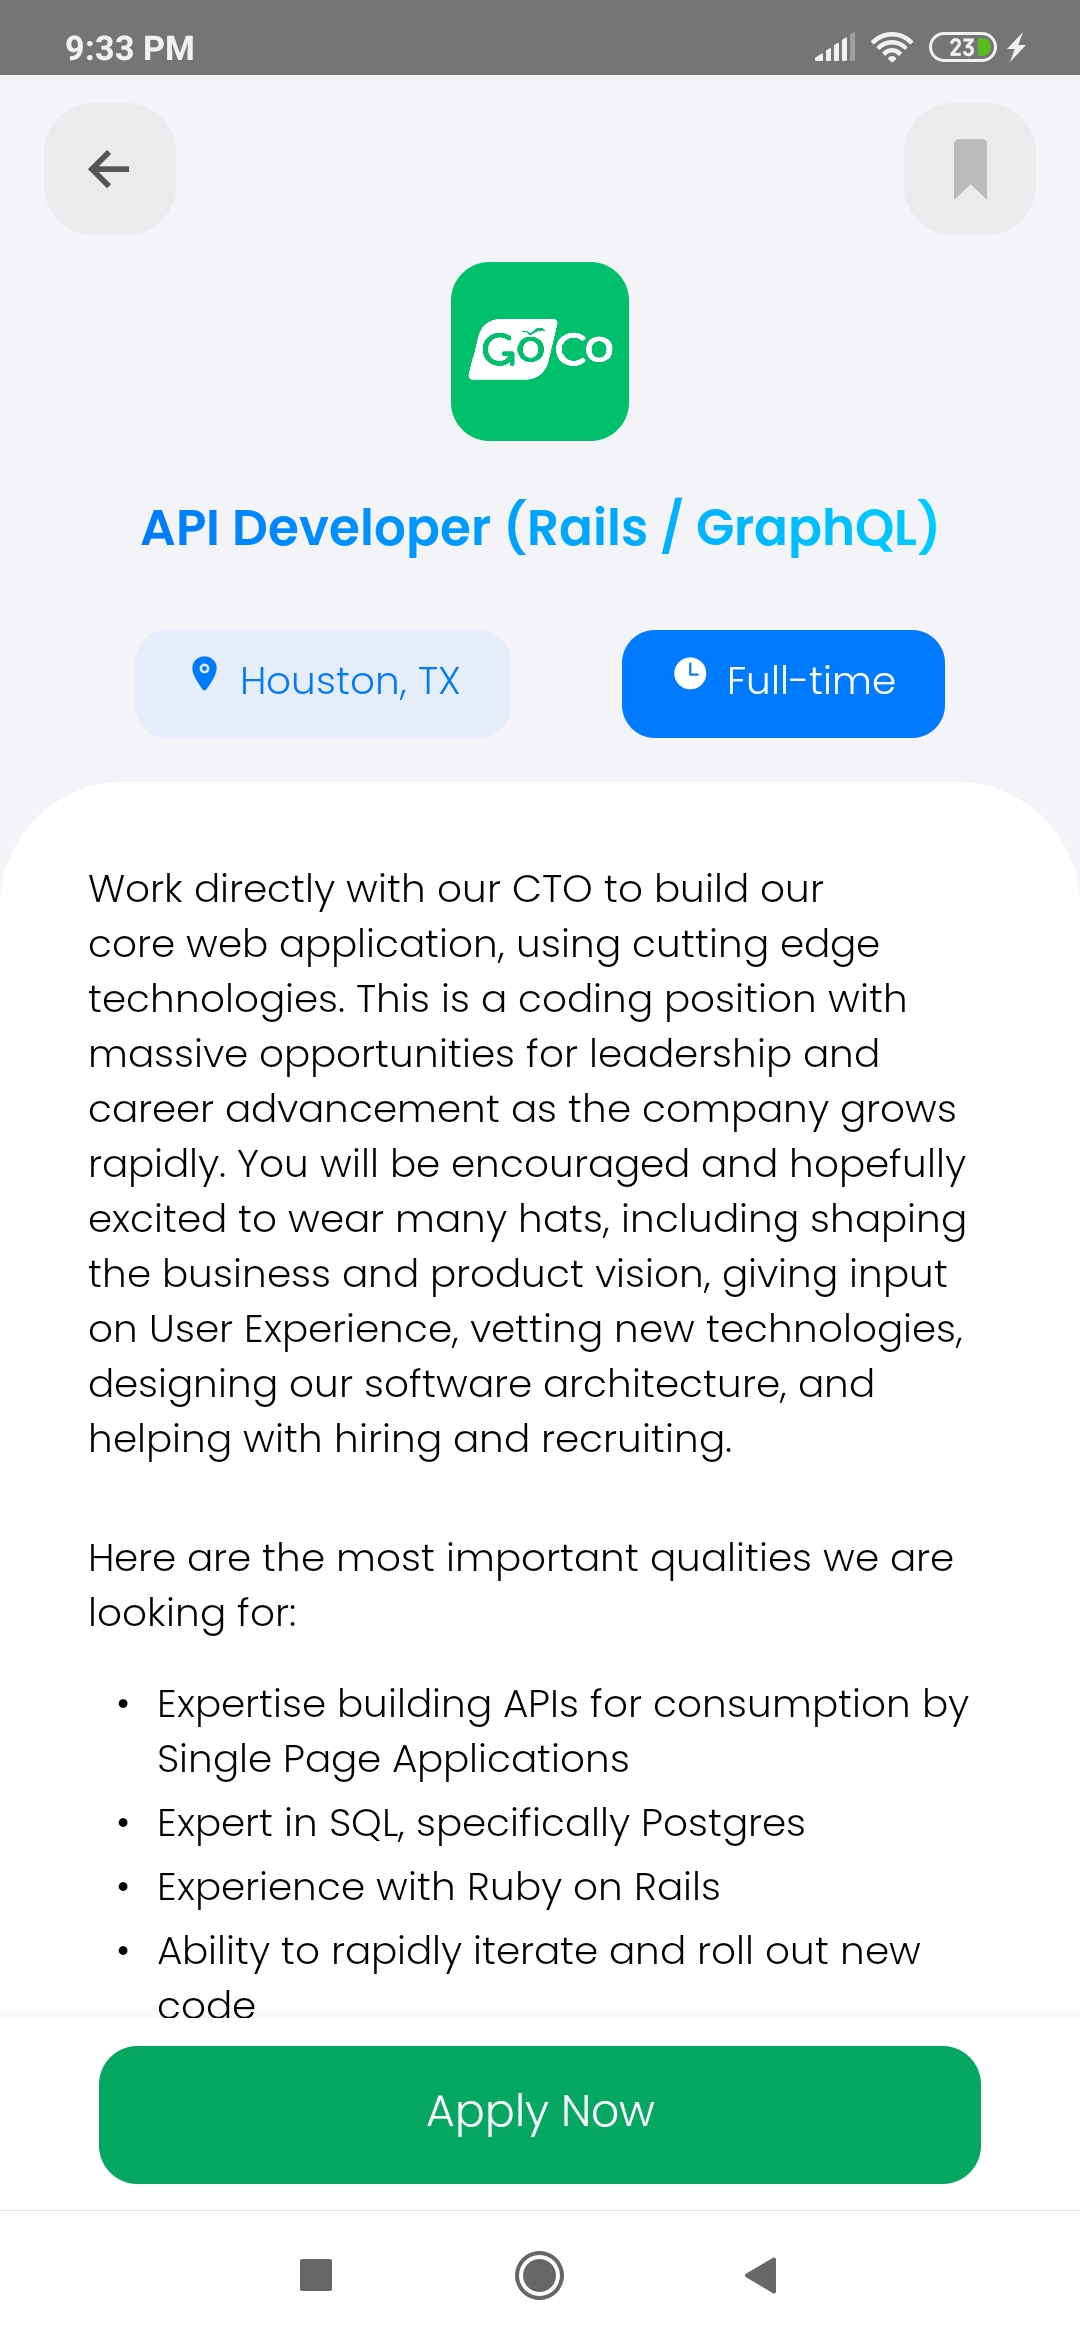 9:33 PM
23
GoCo
API Developer (Rails / GraphQL)
Houston, TX
Full-time
Work directly with our CTO to build our
core web application, using cutting edge
technologies. This is a coding position with
massive opportunities for leadership and
career advancement as the company grows
rapidly. You will be encouraged and hopefully
excited to wear many hats, including shaping
the business and product vision, giving input
on User Experience, vetting new technologies,
designing our software architecture, and
helping with hiring and recruiting.
Here are the most important qualities we are
looking for:
• Expertise building APIs for consumption by
Single Page Applications
• Expert in SQL, specifically Postgres
• Experience with Ruby on Rails
• Ability to rapidly iterate and roll out new
code
Apply Now